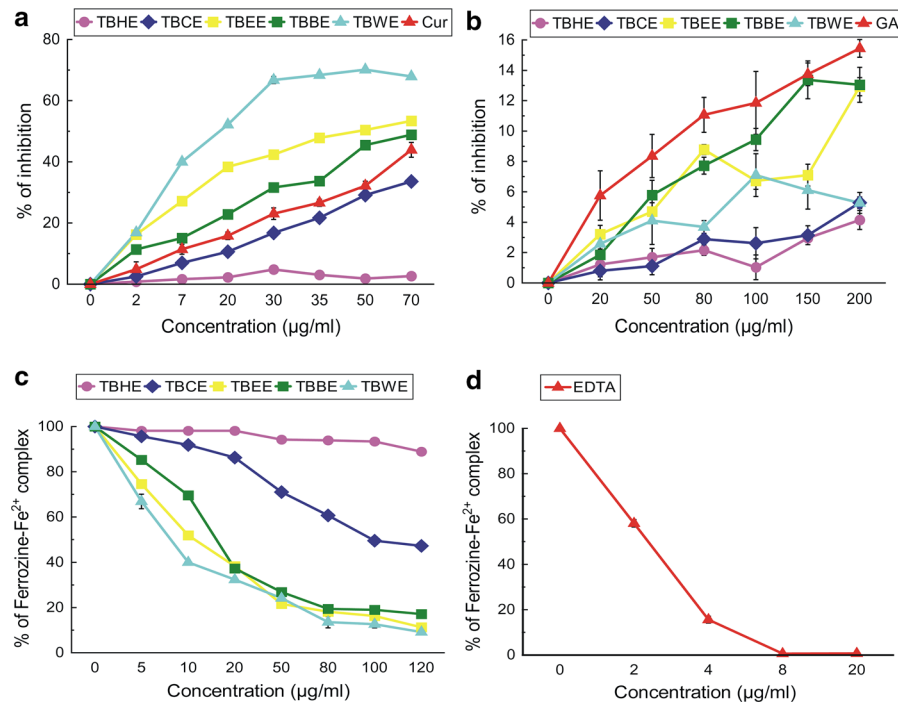 a
TBHE TBCE TBEE TBBE TBWE Cur
80
60
40
20
0
% of inhibition
0 2 7 20 30 35 50 70
Concentration (µg/ml)
b
TBHE TBCE TBEE TBBE TBWE GA
16
14
12
10
8
6
4
2
0
% of inhibition
0 20 50 80 100 150 200
Concentration (µg/ml)
c
TBHE TBCE TBEE TBBE TBWE
100
80
60
40
20
0
% of Ferrozine-Fe²⁺ complex
0 5 10 20 50 80 100 120
Concentration (µg/ml)
d
EDTA
100
80
60
40
20
0
% of Ferrozine-Fe²⁺ complex
0 2 4 8 20
Concentration (µg/ml)